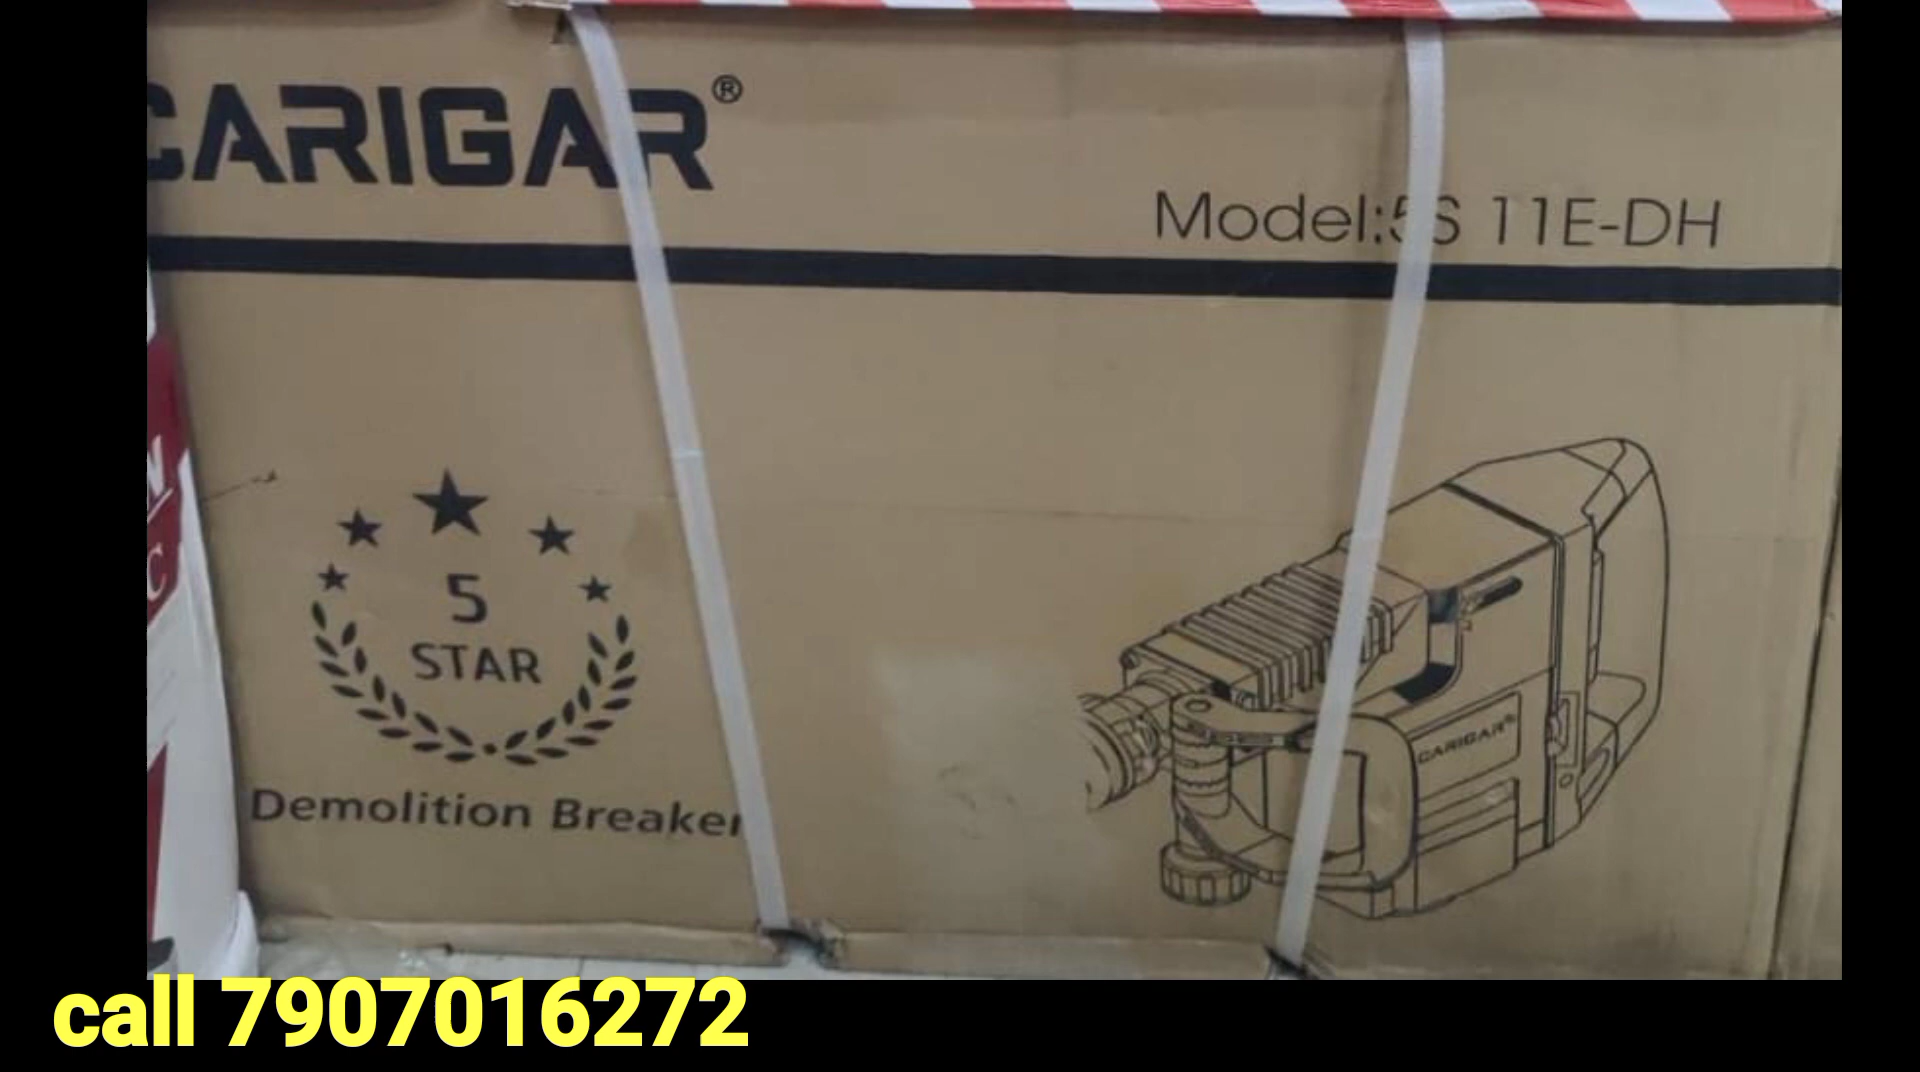 CARIGAR®
Model:5S 11E-DH
5
STAR
CARIGAR®
Demolition Breaker
call 7907016272